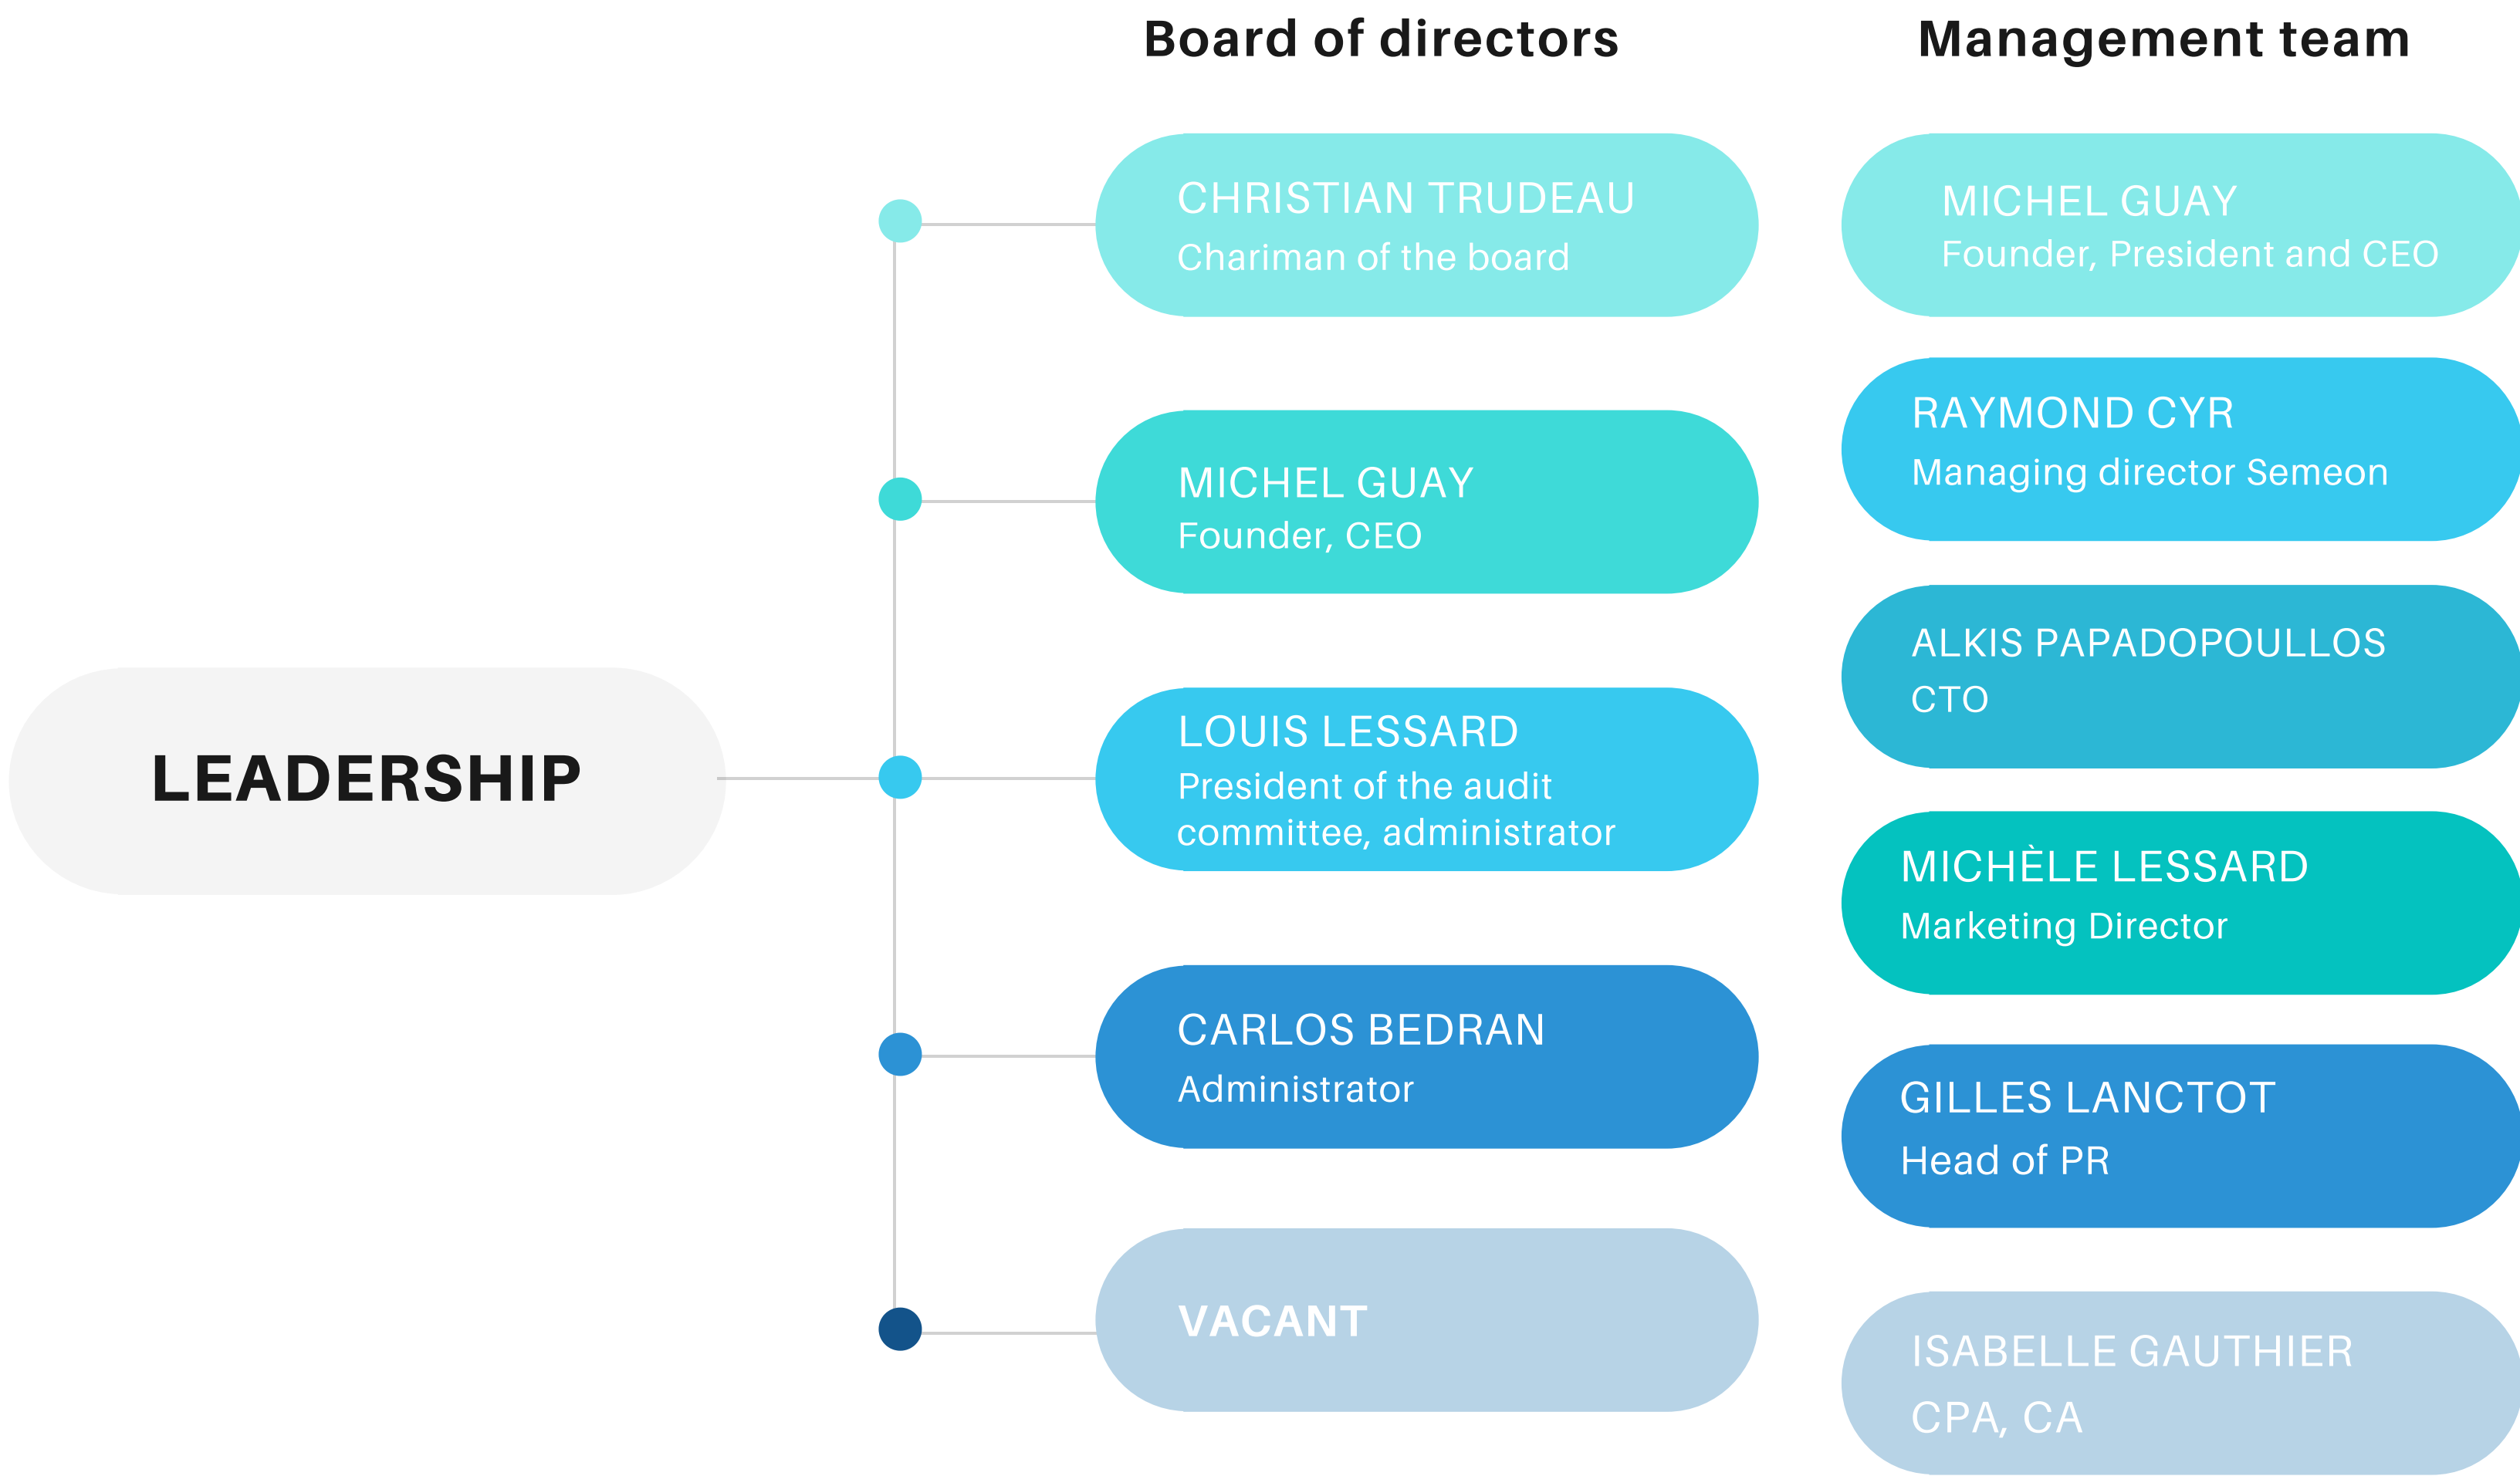 Board of directors
Management team
LEADERSHIP
CHRISTIAN TRUDEAU
Chariman of the board
MICHEL GUAY
Founder, CEO
LOUIS LESSARD
President of the audit
committee, administrator
CARLOS BEDRAN
Administrator
VACANT
MICHEL GUAY
Founder, President and CEO
RAYMOND CYR
Managing director Semeon
ALKIS PAPADOPOULLOS
CTO
MICHÈLE LESSARD
Marketing Director
GILLES LANCTOT
Head of PR
ISABELLE GAUTHIER
CPA, CA